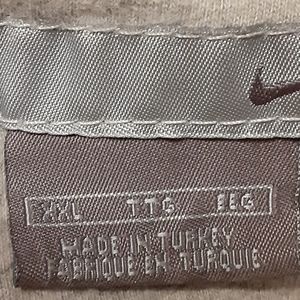 XXL TTG EEG
MADE IN TURKEY
FABRIQUE EN TURQUIE